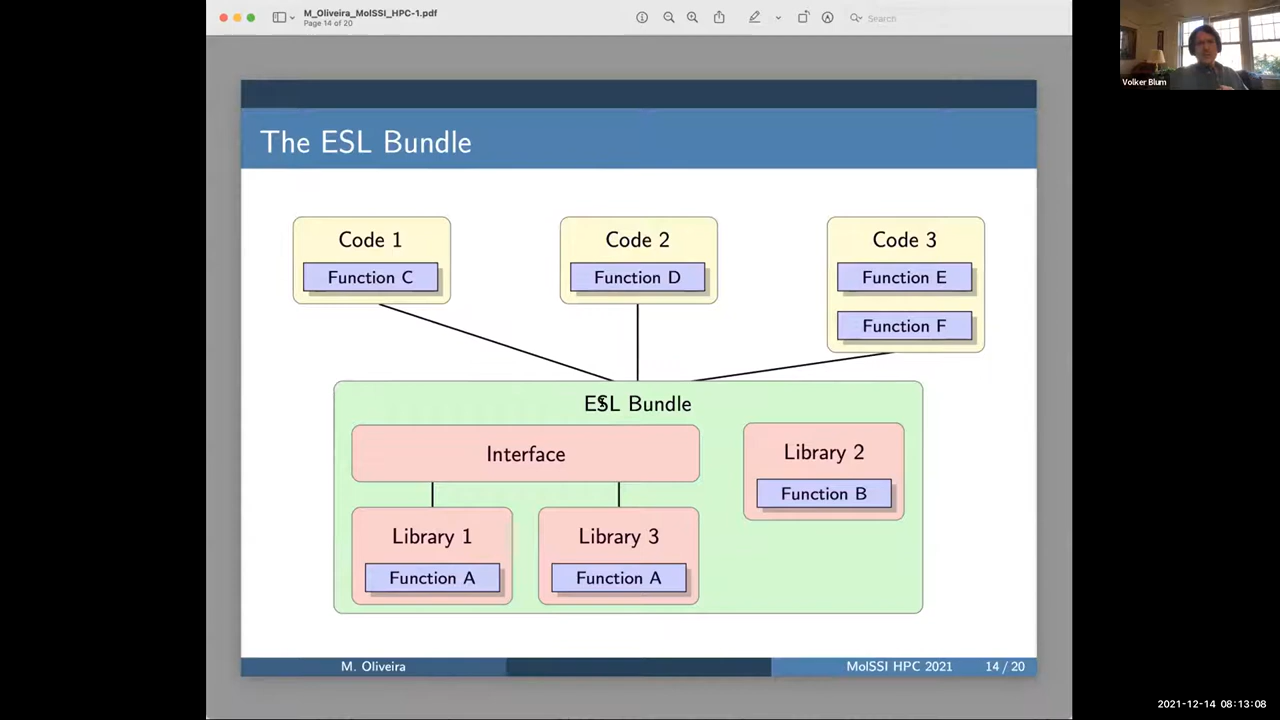 M_Oliveira_MolSSI_HPC-1.pdf
Page 14 of 20
Search
Volker Blum
The ESL Bundle
Code 1
Function C
Code 2
Function D
Code 3
Function E
Function F
ESL Bundle
Interface
Library 1
Function A
Library 3
Function A
Library 2
Function B
M. Oliveira
MolSSI HPC 2021
14 / 20
2021-12-14 08:13:08